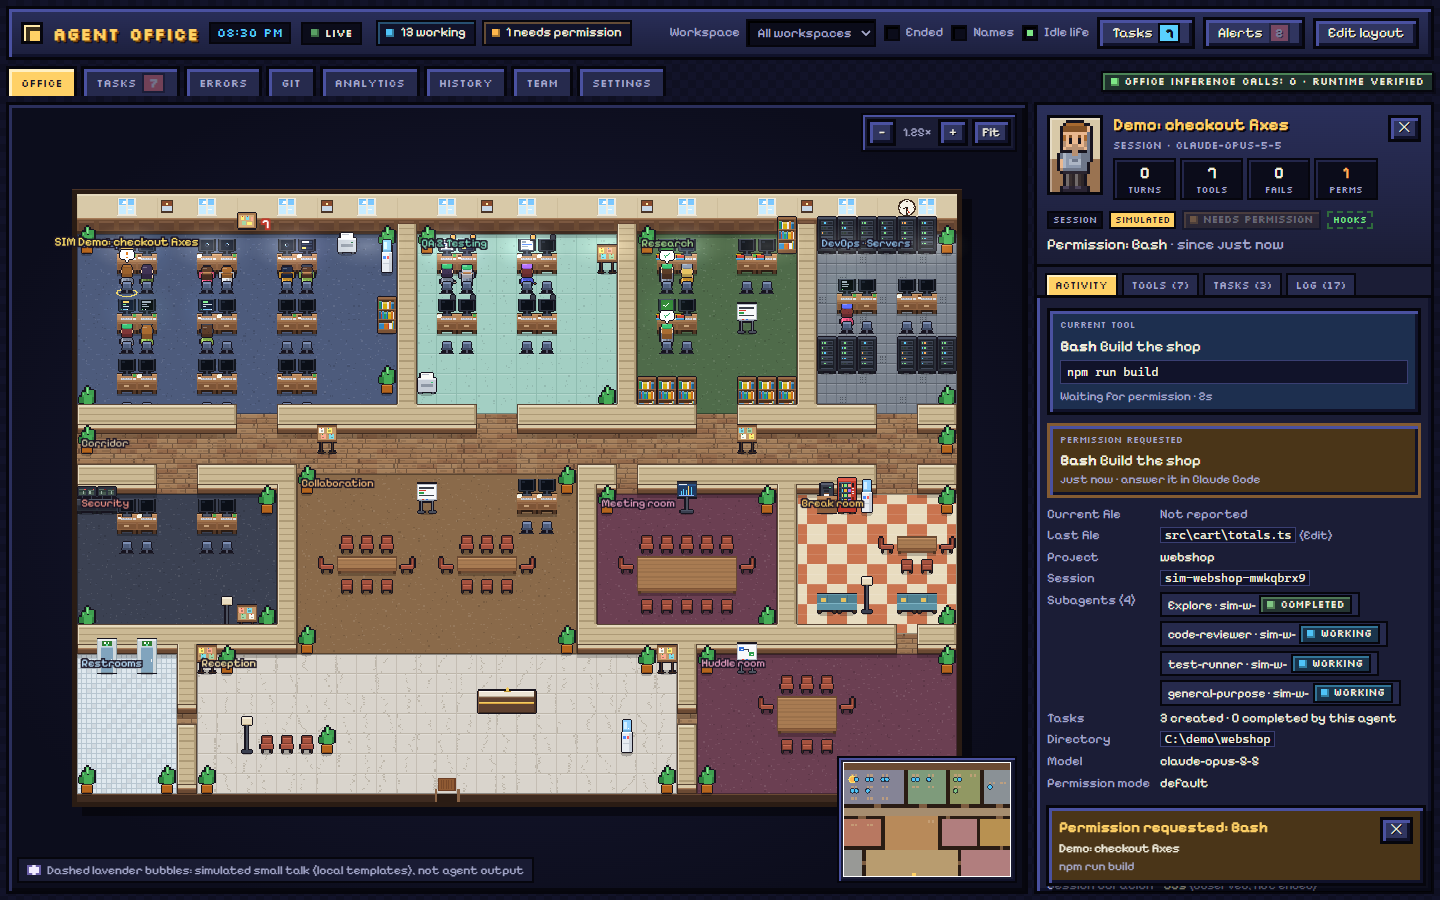 AGENT OFFICE
08:30 PM
LIVE
13 working
1 needs permission
Workspace
All workspaces
Ended
Names
Idle life
Tasks 7
Alerts 8
Edit layout
OFFICE
TASKS 7
ERRORS
GIT
ANALYTICS
HISTORY
TEAM
SETTINGS
OFFICE INFERENCE CALLS: 0 · RUNTIME VERIFIED
- 1.89× + Fit
7
SIM Demo: checkout Axes
QA & Testing
Research
DevOps · Servers
Corridor
Security
Collaboration
Meeting room
Break room
Restrooms
Reception
Huddle room
Dashed lavender bubbles: simulated small talk (local templates), not agent output
Demo: checkout Axes
SESSION · CLAUDE-OPUS-5-5
0 TURNS
7 TOOLS
0 FAILS
1 PERMS
SESSION
SIMULATED
NEEDS PERMISSION
HOOKS
Permission: Bash · since just now
ACTIVITY
TOOLS (7)
TASKS (3)
LOG (17)
CURRENT TOOL
Bash Build the shop
npm run build
Waiting for permission · 8s
PERMISSION REQUESTED
Bash Build the shop
Just now · answer it in Claude Code
Current file Not reported
Last file src\cart\totals.ts (Edit)
Project webshop
Session sim-webshop-mwkqbrx9
Subagents (4) Explore · sim-w- COMPLETED
code-reviewer · sim-w- WORKING
test-runner · sim-w- WORKING
general-purpose · sim-w- WORKING
Tasks 3 created · 0 completed by this agent
Directory C:\demo\webshop
Model claude-opus-5-5
Permission mode default
Permission requested: Bash
Demo: checkout Axes
npm run build